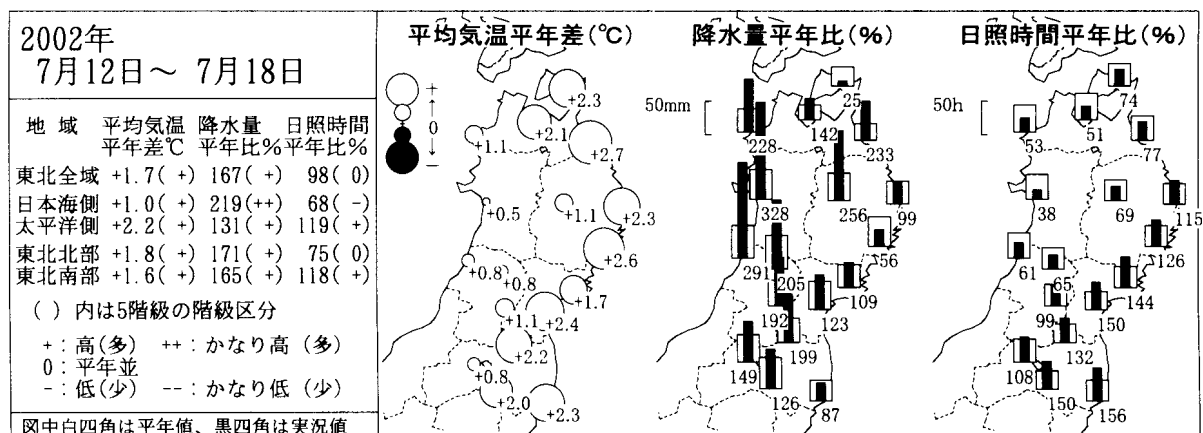 2002年
7月12日～ 7月18日
地 域 平均気温 降水量 日照時間
平年差℃ 平年比% 平年比%
東北全域 +1.7( +) 167( +) 98( 0)
日本海側 +1.0( +) 219(++) 68( -)
太平洋側 +2.2( +) 131( +) 119( +)
東北北部 +1.8( +) 171( +) 75( 0)
東北南部 +1.6( +) 165( +) 118( +)
( ) 内は5階級の階級区分
+：高(多) ++：かなり高 (多)
0：平年並
-：低(少) --：かなり低 (少)
図中白四角は平年値、黒四角は実況値
平均気温平年差(℃)
+
↑
0
↓
-
+2.3
+2.1
+1.1
+2.7
+0.5
+1.1
+2.3
+2.6
+0.8
+0.8
+1.7
+1.1
+2.4
+2.2
+0.8
+2.0
+2.3
降水量平年比(%)
50mm
25
142
228
233
328
256
99
56
291
205
109
192
123
199
149
126
87
日照時間平年比(%)
50h
74
51
53
77
38
69
115
126
61
65
144
99
150
132
108
150
156